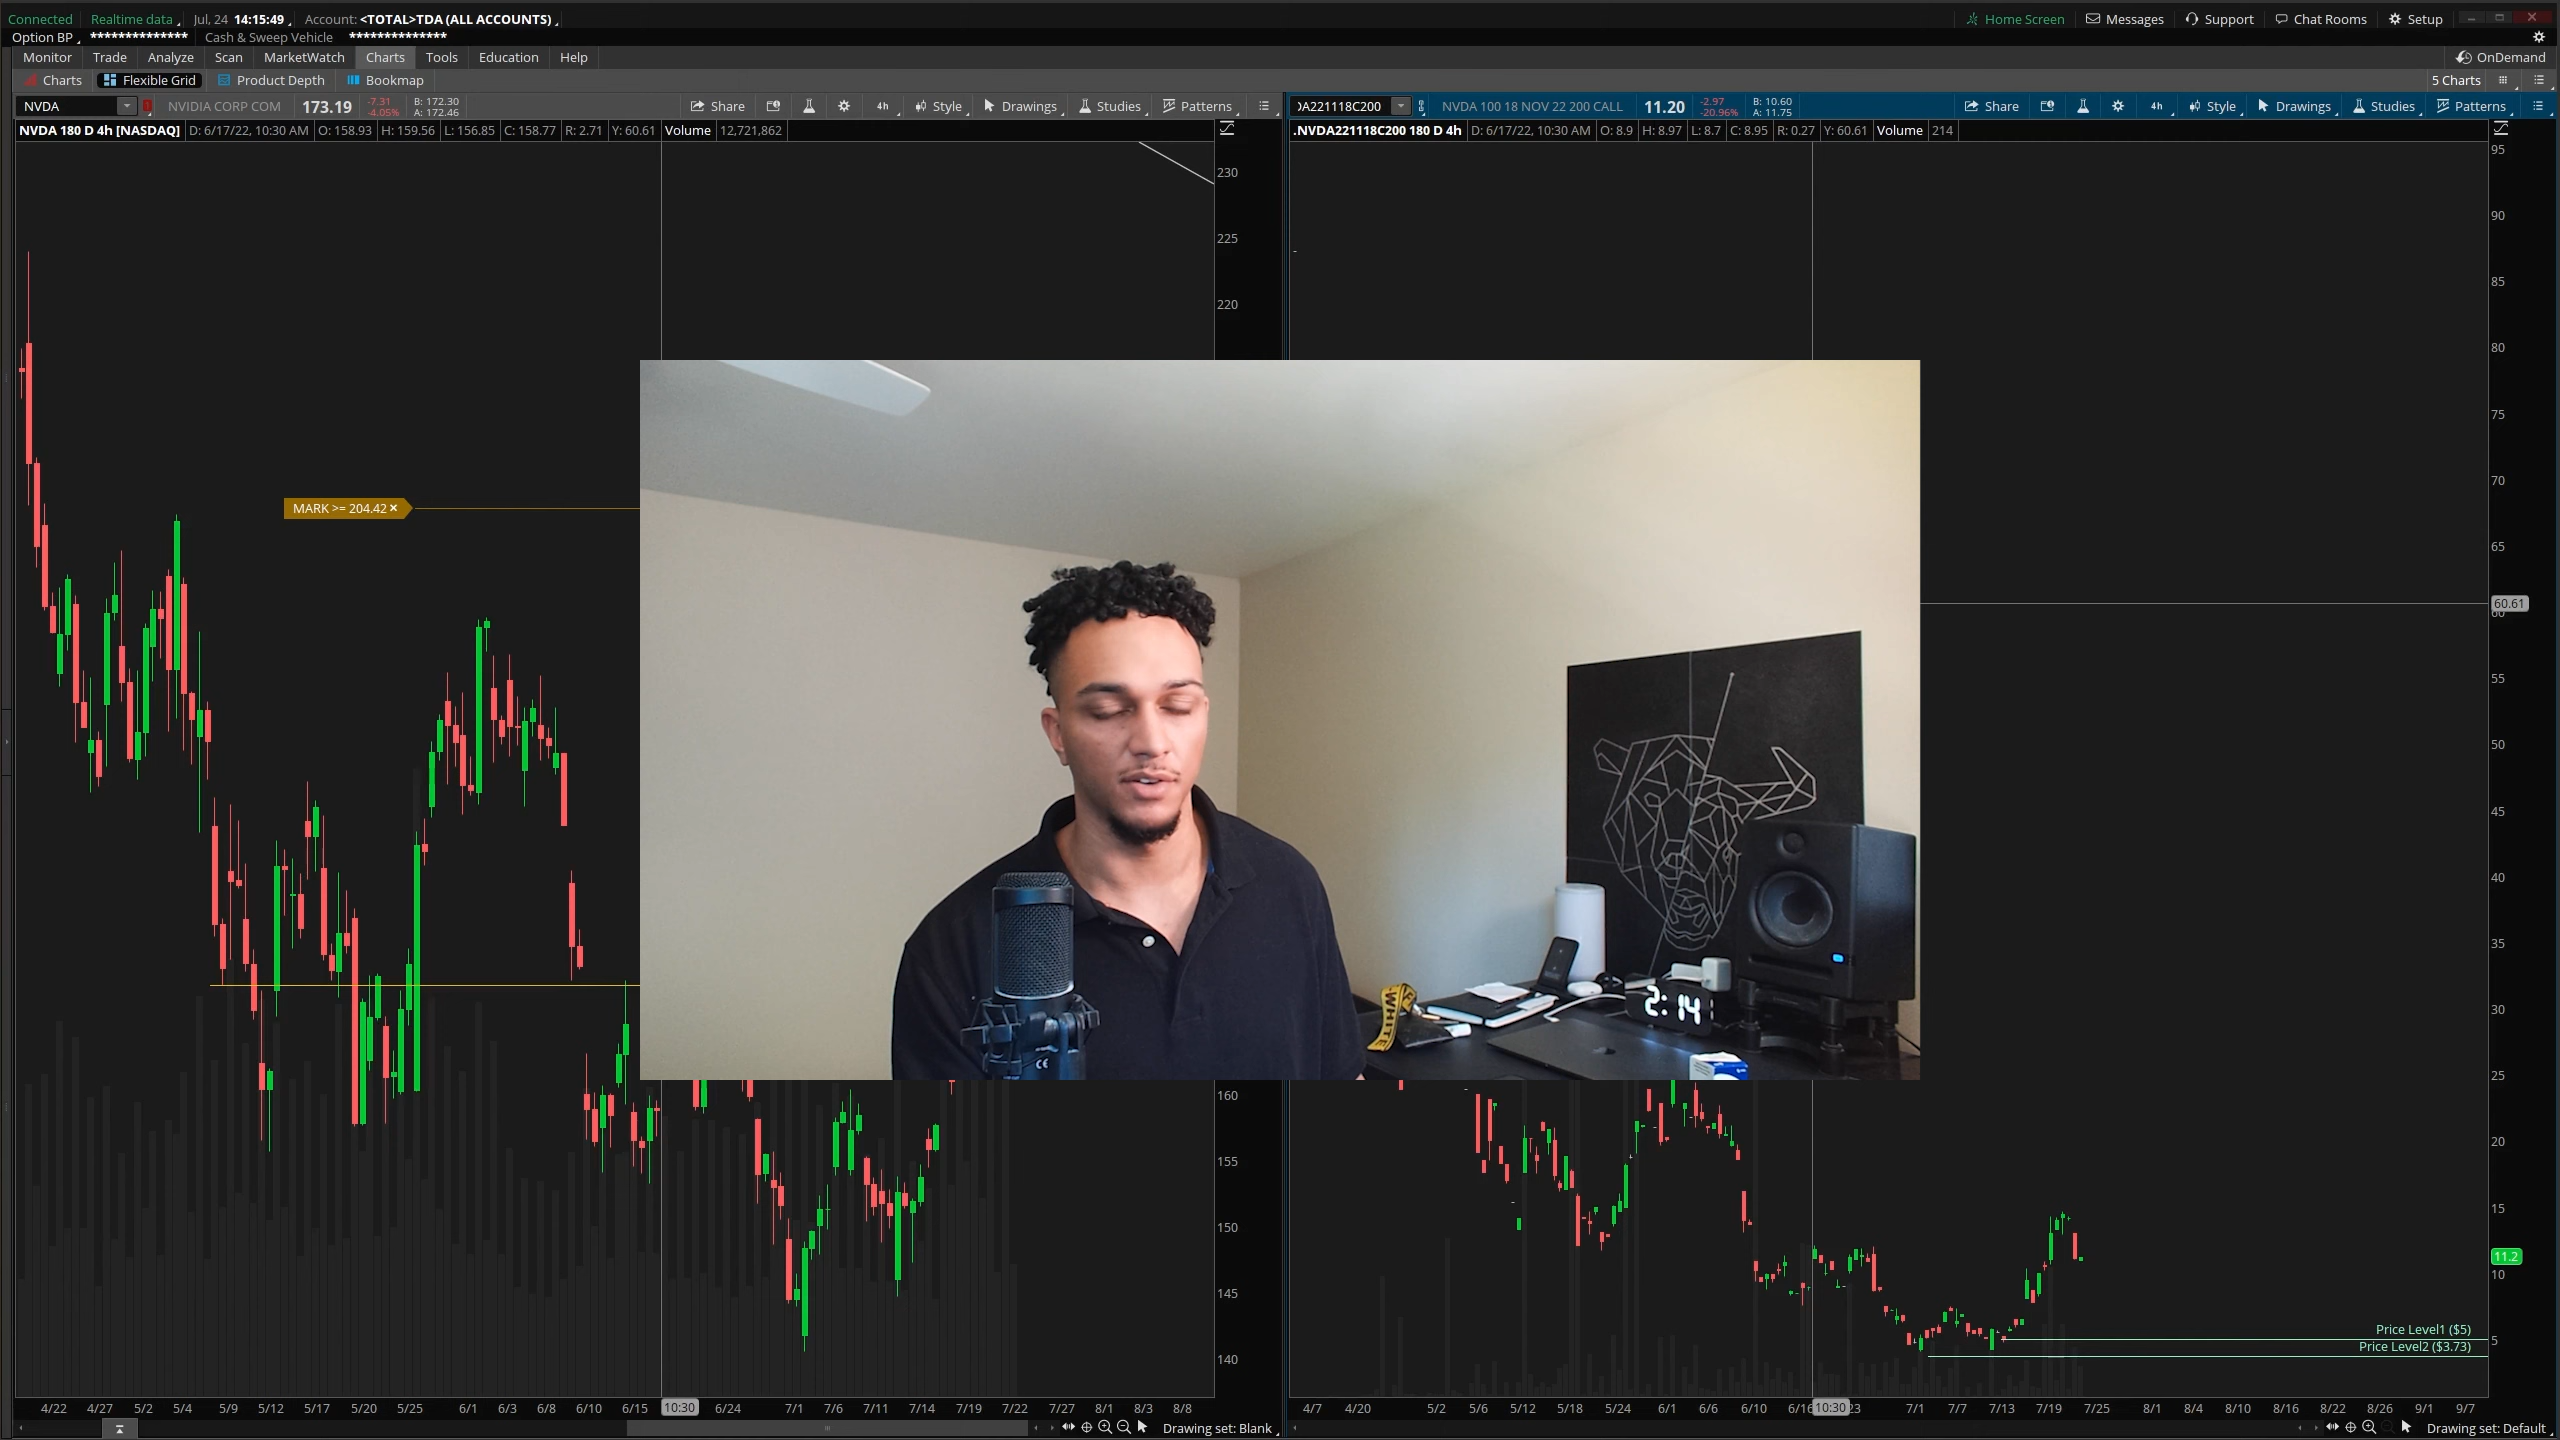 Connected Realtime data Jul, 24 14:15:49 Account: <TOTAL>TDA (ALL ACCOUNTS) Home Screen Messages Support Chat Rooms Setup
Option BP ************** Cash & Sweep Vehicle **************
Monitor Trade Analyze Scan MarketWatch Charts Tools Education Help OnDemand
Charts Flexible Grid Product Depth Bookmap 5 Charts
NVDA NVIDIA CORP COM 173.19 -7.31 -4.05% B: 172.30 A: 172.46 Share 4h Style Drawings Studies Patterns
NVDA 180 D 4h [NASDAQ] D: 6/17/22, 10:30 AM O: 158.93 H: 159.56 L: 156.85 C: 158.77 R: 2.71 Y: 60.61 Volume 12,721,862
230
225
220
MARK >= 204.42 ×
160
155
150
145
140
4/22 4/27 5/2 5/4 5/9 5/12 5/17 5/20 5/25 6/1 6/3 6/8 6/10 6/15 10:30 6/24 7/1 7/6 7/11 7/14 7/19 7/22 7/27 8/1 8/3 8/8
Drawing set: Blank
A221118C200 NVDA 100 18 NOV 22 200 CALL 11.20 -2.97 -20.96% B: 10.60 A: 11.75 Share 4h Style Drawings Studies Patterns
.NVDA221118C200 180 D 4h D: 6/17/22, 10:30 AM O: 8.9 H: 8.97 L: 8.7 C: 8.95 R: 0.27 Y: 60.61 Volume 214
95
90
85
80
75
70
65
60.61
55
50
45
40
35
30
25
20
15
11.2
10
Price Level1 ($5)
5
Price Level2 ($3.73)
4/7 4/20 5/2 5/6 5/12 5/18 5/24 6/1 6/6 6/10 6/16 10:30 23 7/1 7/7 7/13 7/19 7/25 8/1 8/4 8/10 8/16 8/22 8/26 9/1 9/7
Drawing set: Default
WHITE
2:14
CE